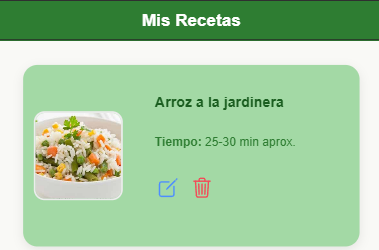 Mis Recetas
Arroz a la jardinera
Tiempo: 25-30 min aprox.